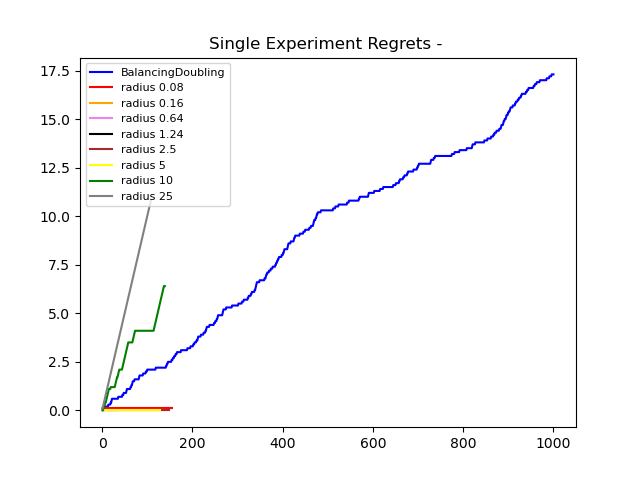 Single Experiment Regrets -
17.5
15.0
12.5
10.0
7.5
5.0
2.5
0.0
BalancingDoubling
radius 0.08
radius 0.16
radius 0.64
radius 1.24
radius 2.5
radius 5
radius 10
radius 25
0 200 400 600 800 1000